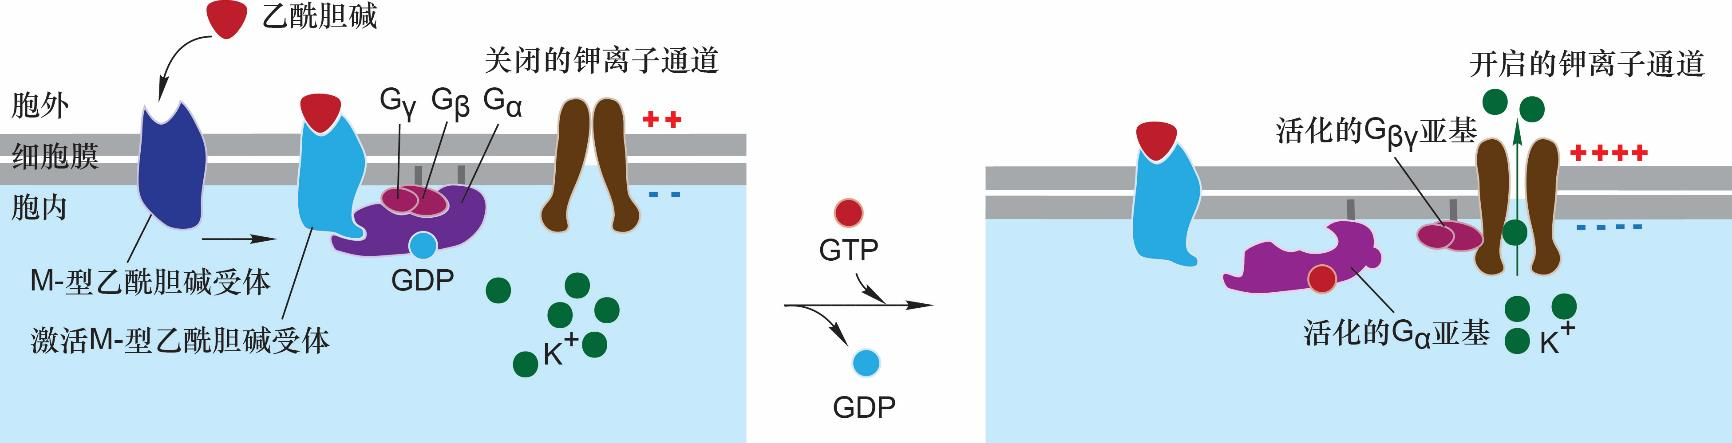 乙酰胆碱
关闭的钾离子通道
开启的钾离子通道
胞外
Gγ Gβ Gα
++
活化的Gβγ亚基
++++
细胞膜
胞内
- -
- - - -
GTP
M-型乙酰胆碱受体
GDP
激活M-型乙酰胆碱受体
K+
活化的Gα亚基
K+
GDP